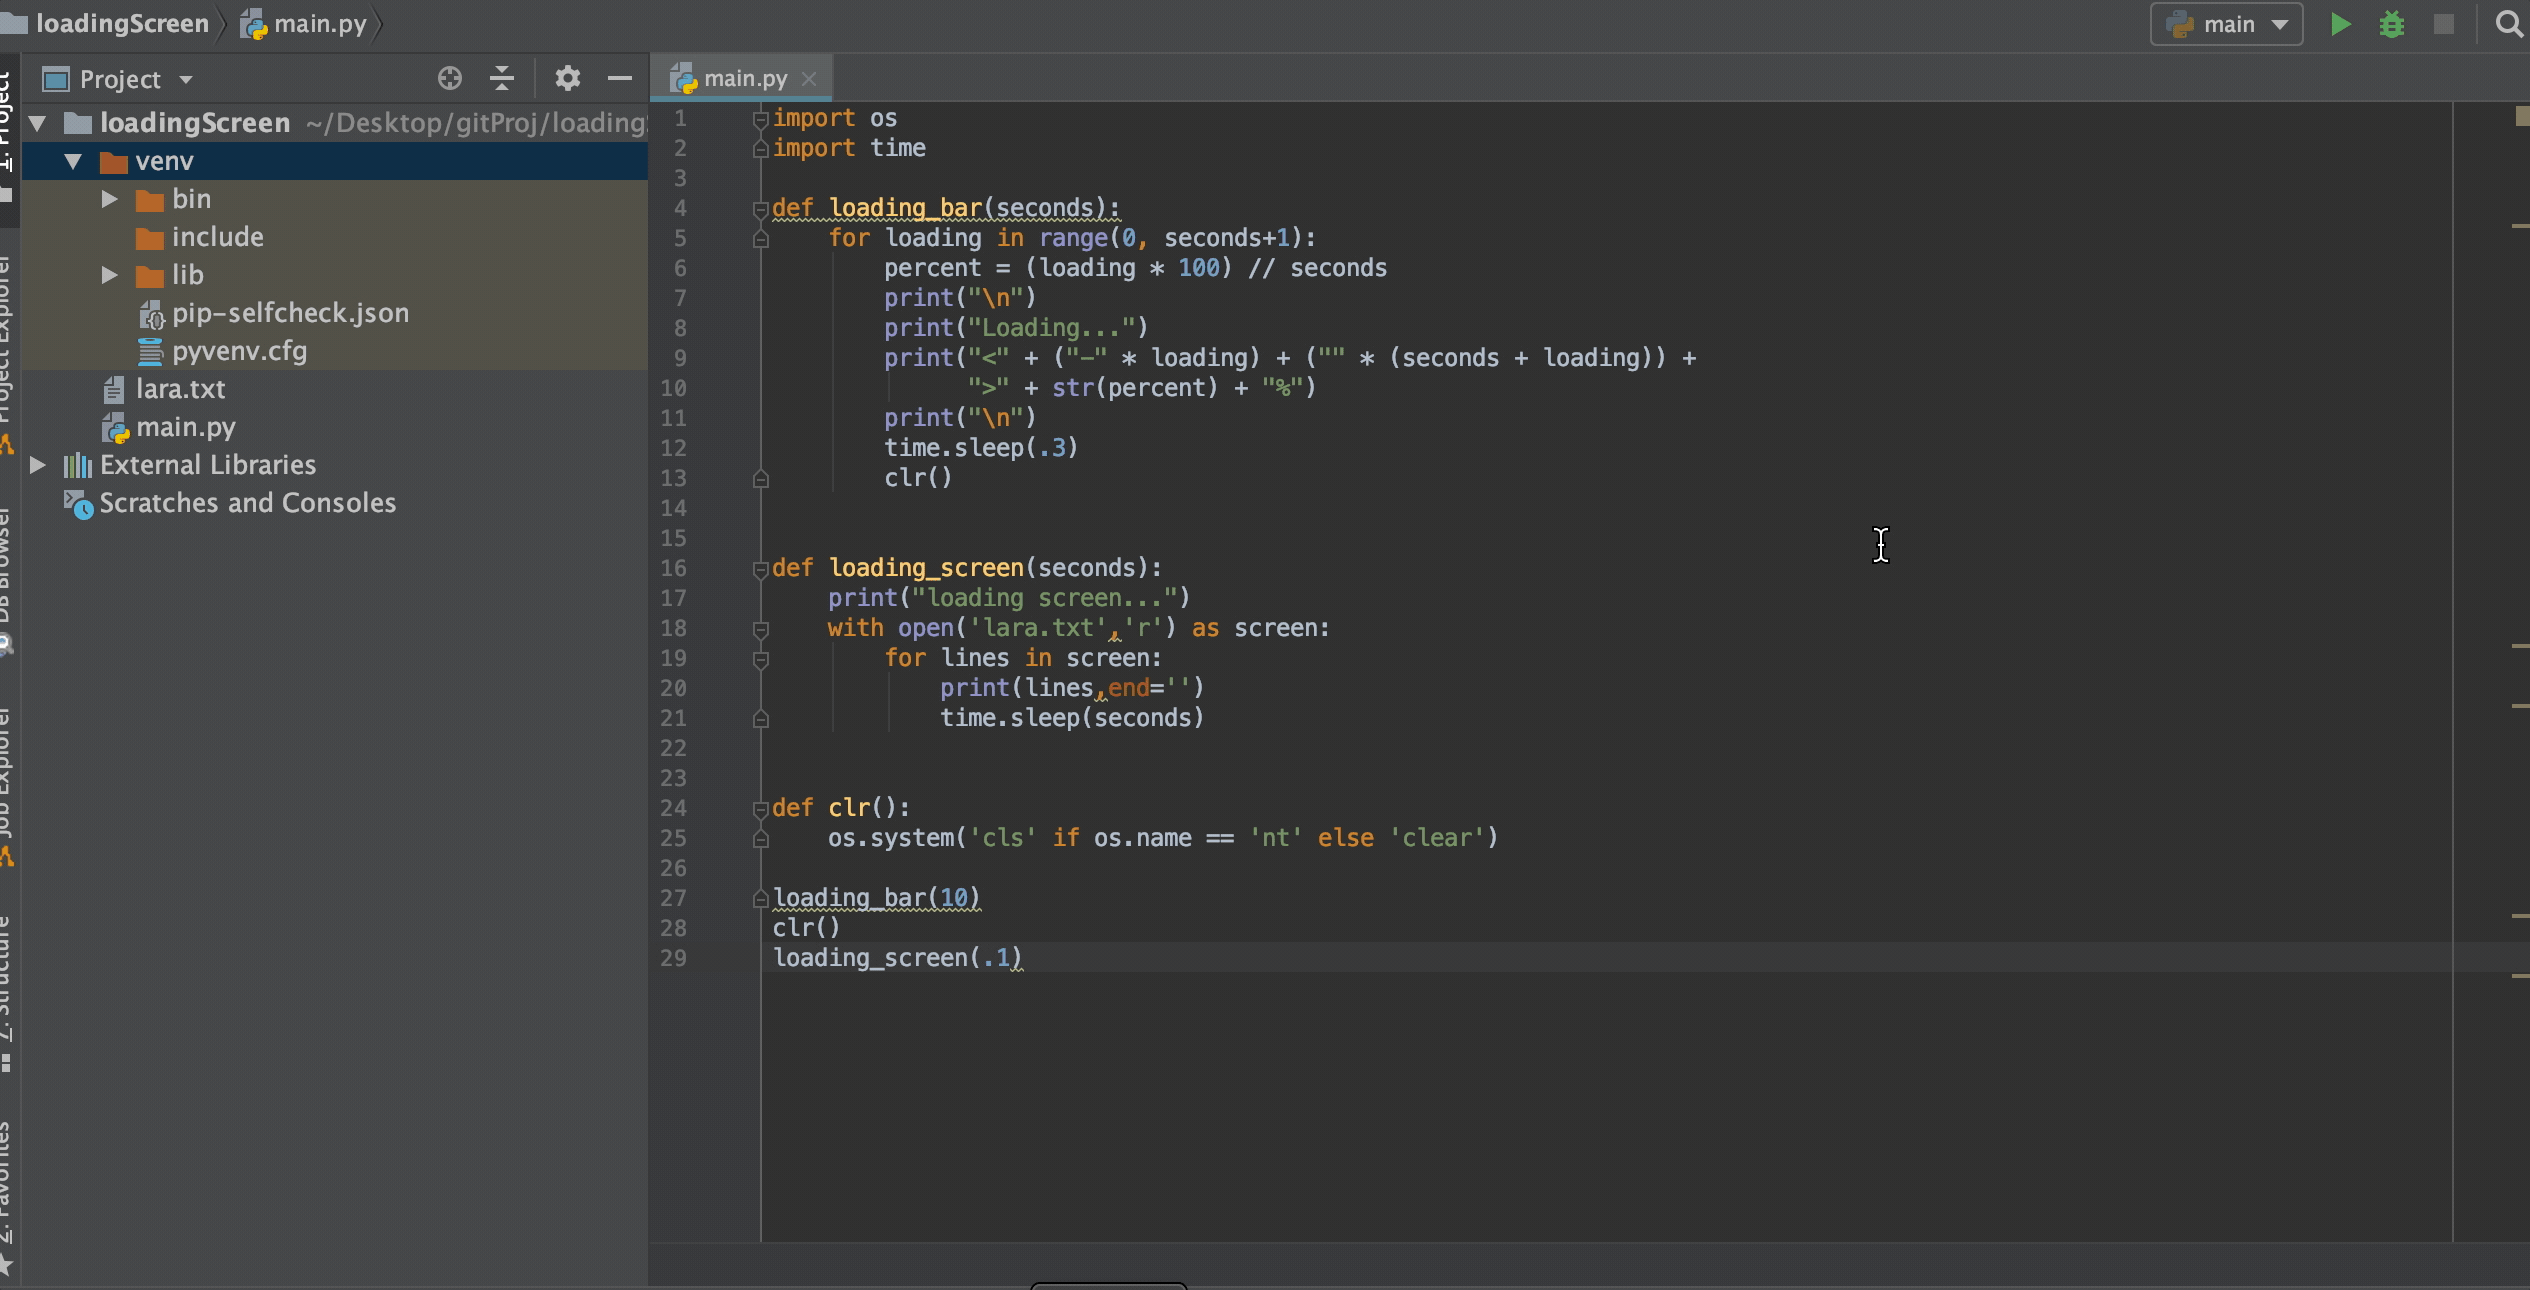 loadingScreen main.py main
Project
main.py
loadingScreen ~/Desktop/gitProj/loading
venv
bin
include
lib
pip-selfcheck.json
pyvenv.cfg
lara.txt
main.py
External Libraries
Scratches and Consoles
1: Project
Project Explorer
DB Browser
Job Explorer
7: Structure
2: Favorites
1 import os
2 import time
3
4 def loading_bar(seconds):
5     for loading in range(0, seconds+1):
6         percent = (loading * 100) // seconds
7         print("\n")
8         print("Loading...")
9         print("<" + ("-" * loading) + ("" * (seconds + loading)) +
10               ">" + str(percent) + "%")
11         print("\n")
12         time.sleep(.3)
13         clr()
14
15
16 def loading_screen(seconds):
17     print("loading screen...")
18     with open('lara.txt','r') as screen:
19         for lines in screen:
20             print(lines,end='')
21             time.sleep(seconds)
22
23
24 def clr():
25     os.system('cls' if os.name == 'nt' else 'clear')
26
27 loading_bar(10)
28 clr()
29 loading_screen(.1)